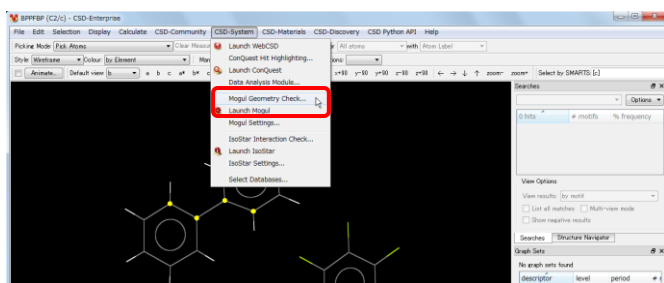 BPPFBP (C2/c) - CSD-Enterprise
File Edit Selection Display Calculate CSD-Community CSD-System CSD-Materials CSD-Discovery CSD Python API Help
Picking Mode: Pick Atoms Clear Measur All atoms with Atom Label
Style: Wireframe Colour: by Element Man ions:
Animate... Default view: b a b c a* b* x+90 y-90 y+90 z-90 z+90 ← → ↓ ↑ zoom- zoom+ Select by SMARTS: [c]
Launch WebCSD
ConQuest Hit Highlighting...
Launch ConQuest
Data Analysis Module...
Mogul Geometry Check...
Launch Mogul
Mogul Settings...
IsoStar Interaction Check...
Launch IsoStar
IsoStar Settings...
Select Databases...
Searches
Options
0 hits # motifs % frequency
View Options
View results: by motif
List all matches Multi-view mode
Show negative results
Searches Structure Navigator
Graph Sets
No graph sets found
descriptor level period #